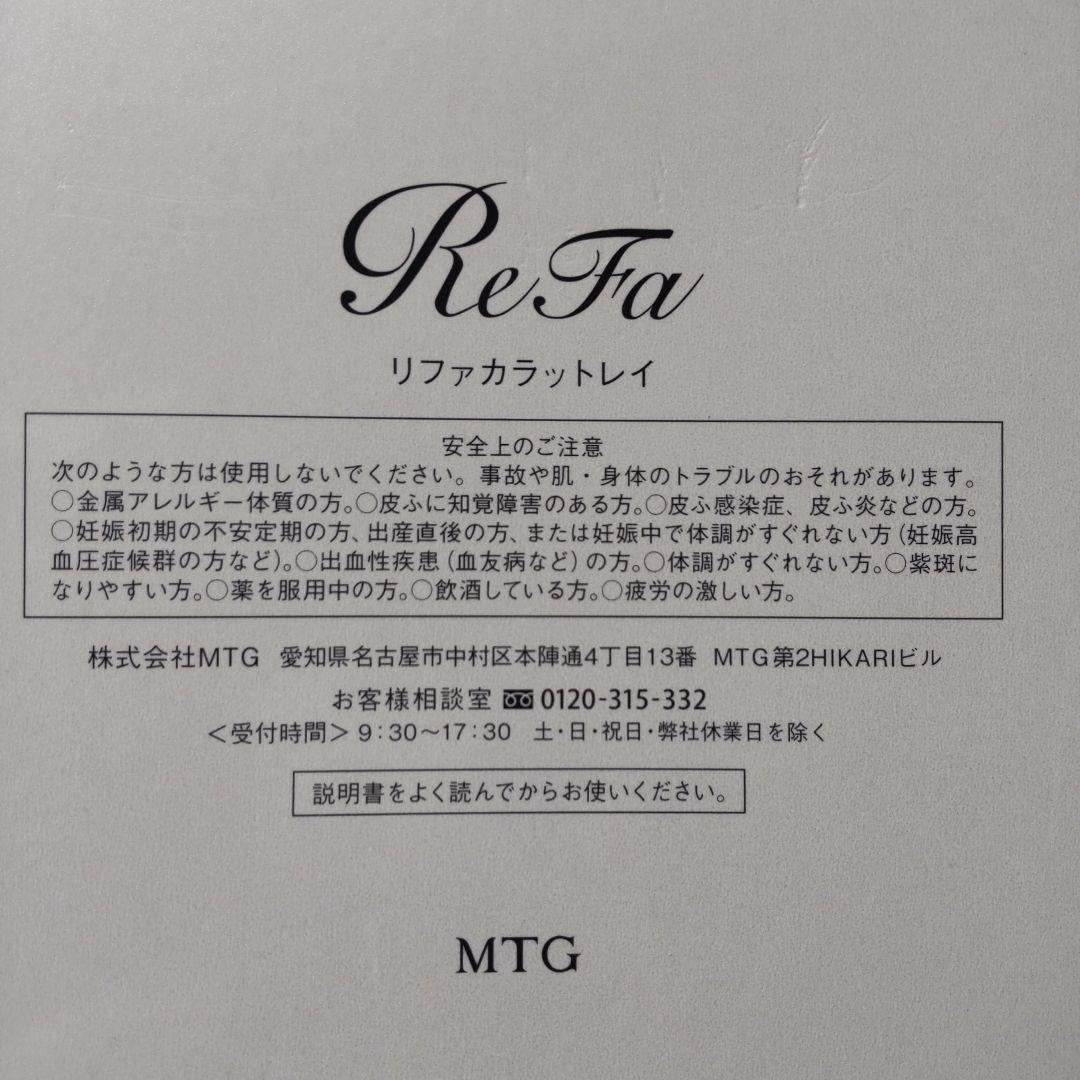 ReFa
リファカラットレイ
安全上のご注意
次のような方は使用しないでください。事故や肌・身体のトラブルのおそれがあります。
○金属アレルギー体質の方。○皮ふに知覚障害のある方。○皮ふ感染症、皮ふ炎などの方。
○妊娠初期の不安定期の方、出産直後の方、または妊娠中で体調がすぐれない方(妊娠高
血圧症候群の方など)。○出血性疾患(血友病など)の方。○体調がすぐれない方。○紫斑に
なりやすい方。○薬を服用中の方。○飲酒している方。○疲労の激しい方。
株式会社MTG 愛知県名古屋市中村区本陣通4丁目13番 MTG第2HIKARIビル
お客様相談室 0120-315-332
<受付時間> 9:30～17:30 土・日・祝日・弊社休業日を除く
説明書をよく読んでからお使いください。
MTG